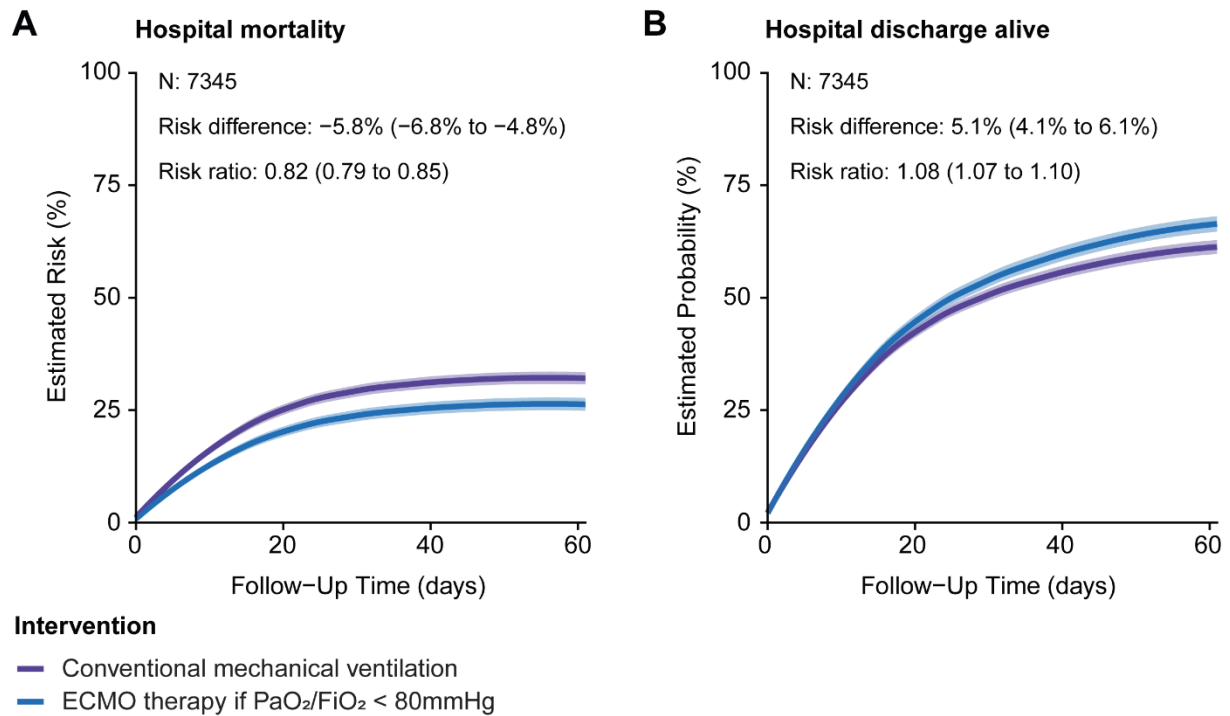 A Hospital mortality
100
75
50
25
0
Estimated Risk (%)
N: 7345
Risk difference: −5.8% (−6.8% to −4.8%)
Risk ratio: 0.82 (0.79 to 0.85)
0 20 40 60
Follow−Up Time (days)
B Hospital discharge alive
100
75
50
25
0
Estimated Probability (%)
N: 7345
Risk difference: 5.1% (4.1% to 6.1%)
Risk ratio: 1.08 (1.07 to 1.10)
0 20 40 60
Follow−Up Time (days)
Intervention
Conventional mechanical ventilation
ECMO therapy if PaO₂/FiO₂ < 80mmHg